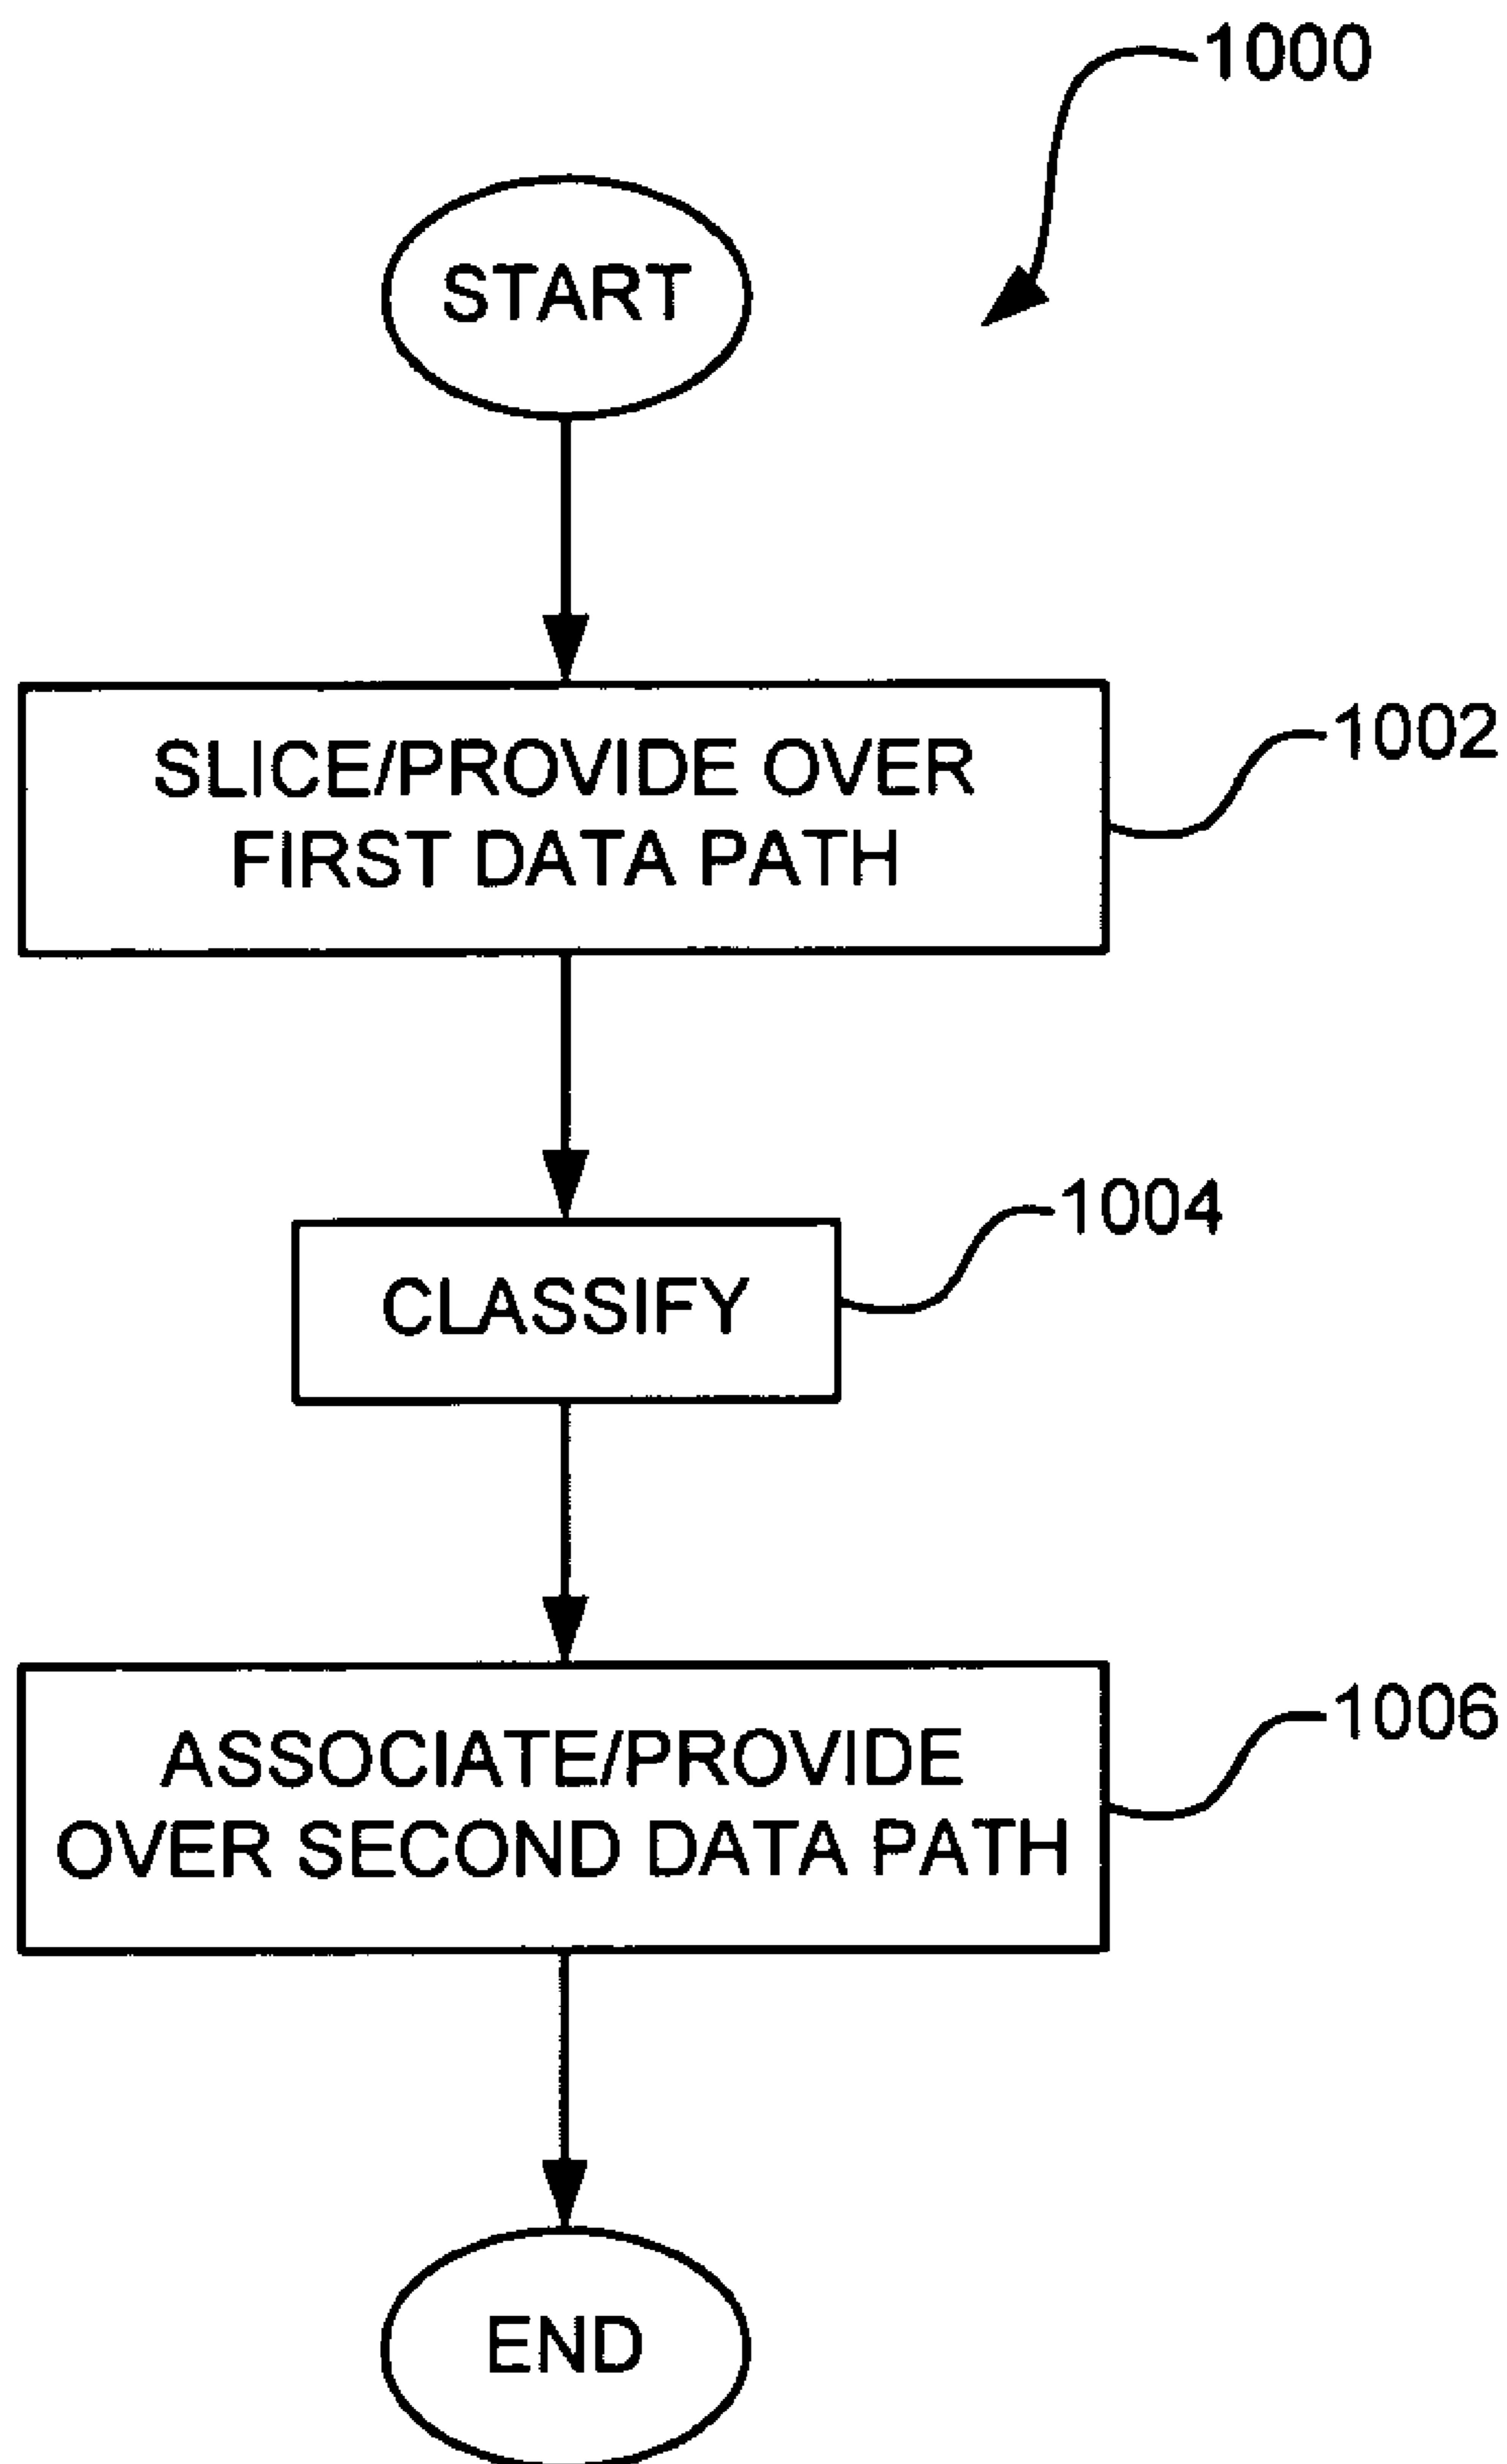 1000
START
SLICE/PROVIDE OVER
FIRST DATA PATH
1002
CLASSIFY
1004
ASSOCIATE/PROVIDE
OVER SECOND DATA PATH
1006
END